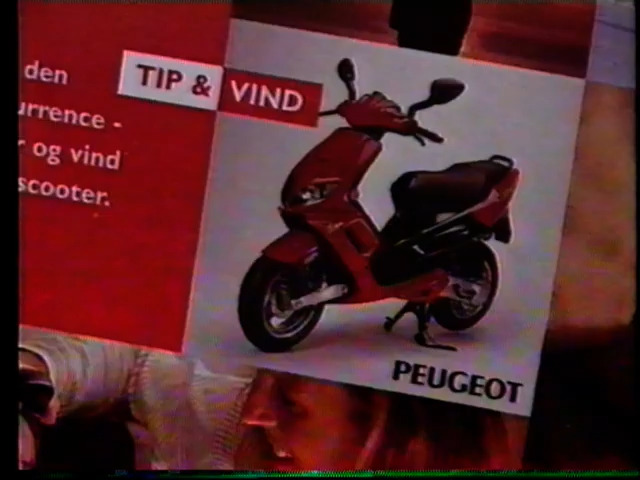 den
urrence -
r og vind
scooter.
TIP & VIND
PEUGEOT